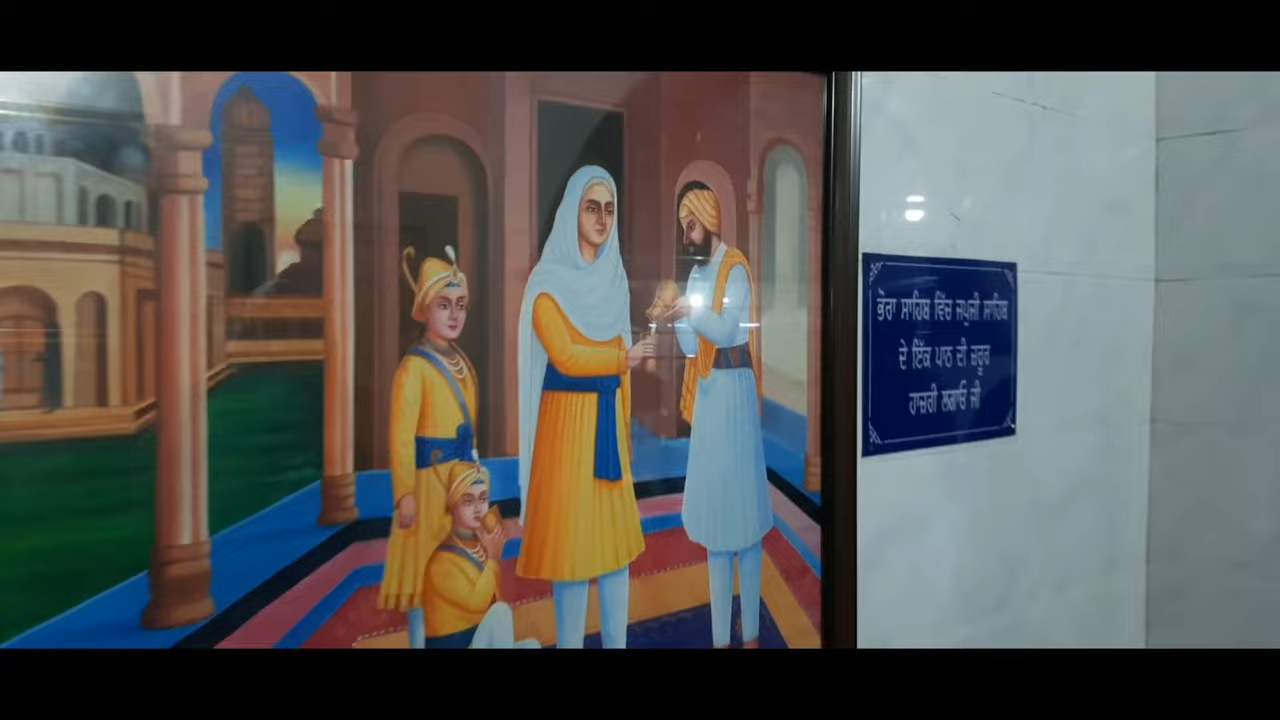 ਭੋਰਾ ਸਾਹਿਬ ਵਿੱਚ ਜਪੁਜੀ ਸਾਹਿਬ
ਦੇ ਇੱਕ ਪਾਠ ਦੀ ਜ਼ਰੂਰ
ਹਾਜ਼ਰੀ ਲਗਾਓ ਜੀ